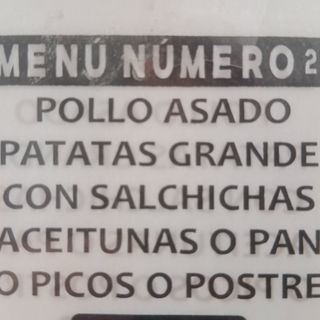 MENÚ NÚMERO 2
POLLO ASADO
PATATAS GRANDE
CON SALCHICHAS
ACEITUNAS O PAN
O PICOS O POSTRE